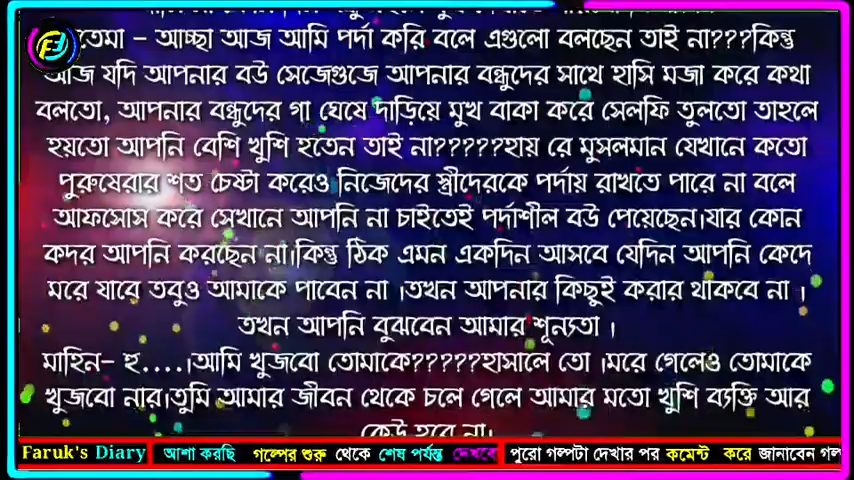 তেমা – আচ্ছা আজ আমি পর্দা করি বলে এগুলো বলছেন তাই না???কিন্তু
আজ যদি আপনার বউ সেজেগুজে আপনার বন্ধুদের সাথে হাসি মজা করে কথা
বলতো, আপনার বন্ধুদের গা ঘেষে দাড়িয়ে মুখ বাকা করে সেলফি তুলতো তাহলে
হয়তো আপনি বেশি খুশি হতেন তাই না?????হায় রে মুসলমান যেখানে কতো
পুরুষেরার শত চেষ্টা করেও নিজেদের স্ত্রীদেরকে পর্দায় রাখতে পারে না বলে
আফসোস করে সেখানে আপনি না চাইতেই পর্দাশীল বউ পেয়েছেন।যার কোন
কদর আপনি করছেন না।কিন্তু ঠিক এমন একদিন আসবে যেদিন আপনি কেদে
মরে যাবে তবুও আমাকে পাবেন না ।তখন আপনার কিছুই করার থাকবে না ।
তখন আপনি বুঝবেন আমার শূন্যতা ।
মাহিন– হ....।আমি খুজবো তোমাকে?????হাসালে তো ।মরে গেলেও তোমাকে
খুজবো নার।তুমি আমার জীবন থেকে চলে গেলে আমার মতো খুশি ব্যক্তি আর
কেউ হবে না।
Faruk's Diary আশা করছি গল্পের শুরু থেকে শেষ পর্যন্ত দেখবে পুরো গল্পটা দেখার পর কমেন্ট করে জানাবেন গল্প